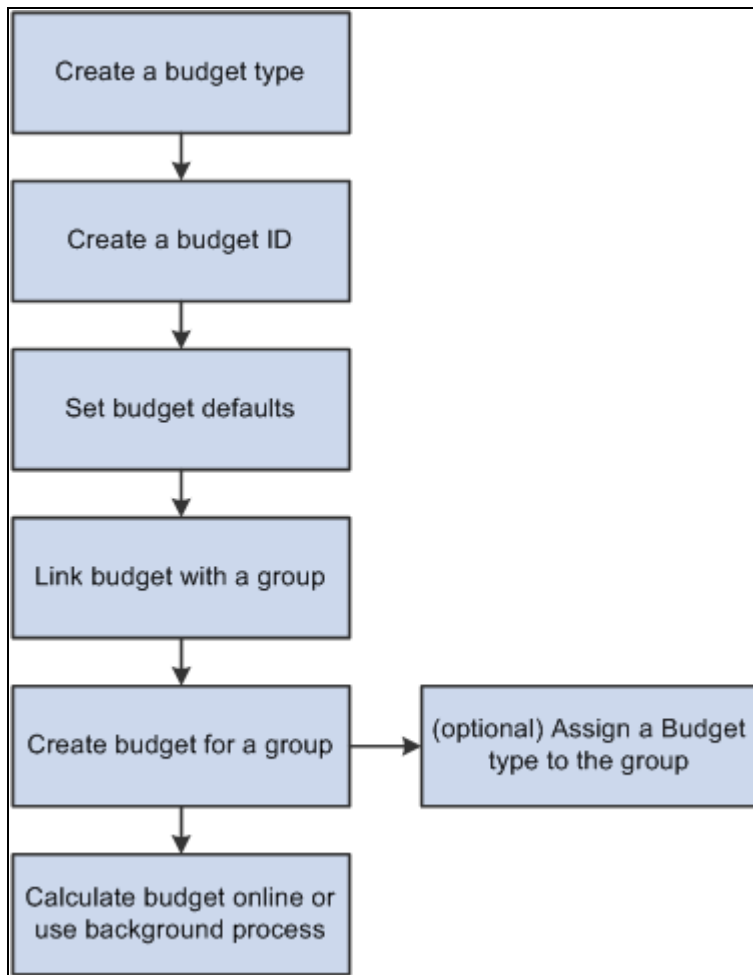 Create a budget type
Create a budget ID
Set budget defaults
Link budget with a group
Create budget for a group
(optional) Assign a Budget
type to the group
Calculate budget online or
use background process